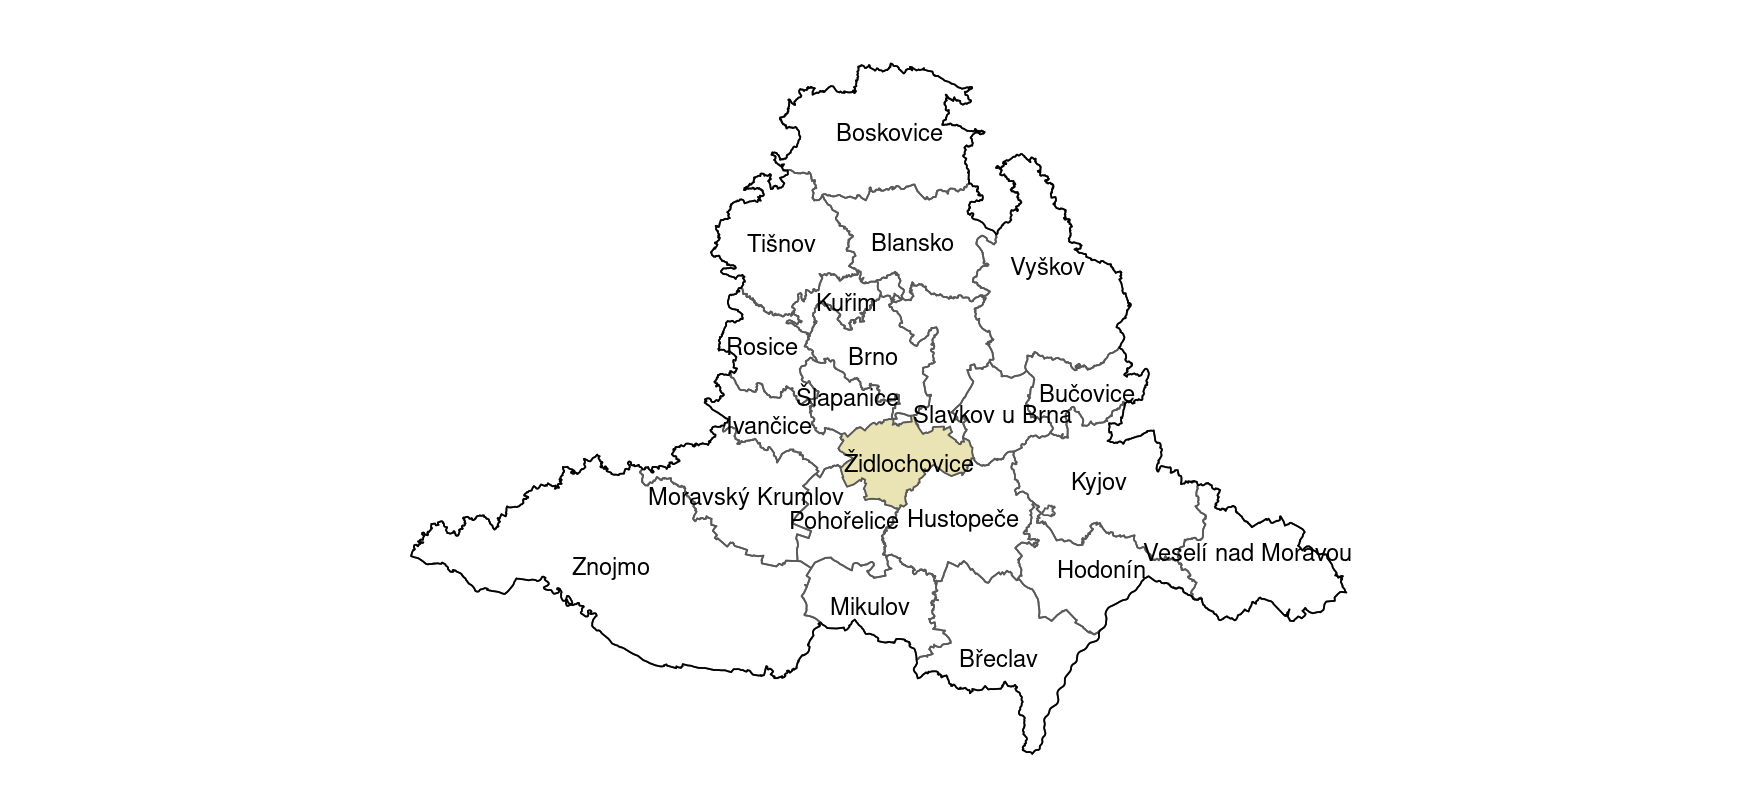 Boskovice
Tišnov
Blansko
Vyškov
Kuřim
Rosice
Brno
Šlapanice
Bučovice
Slavkov u Brna
Ivančice
Židlochovice
Kyjov
Moravský Krumlov
Pohořelice
Hustopeče
Veselí nad Moravou
Znojmo
Hodonín
Mikulov
Břeclav